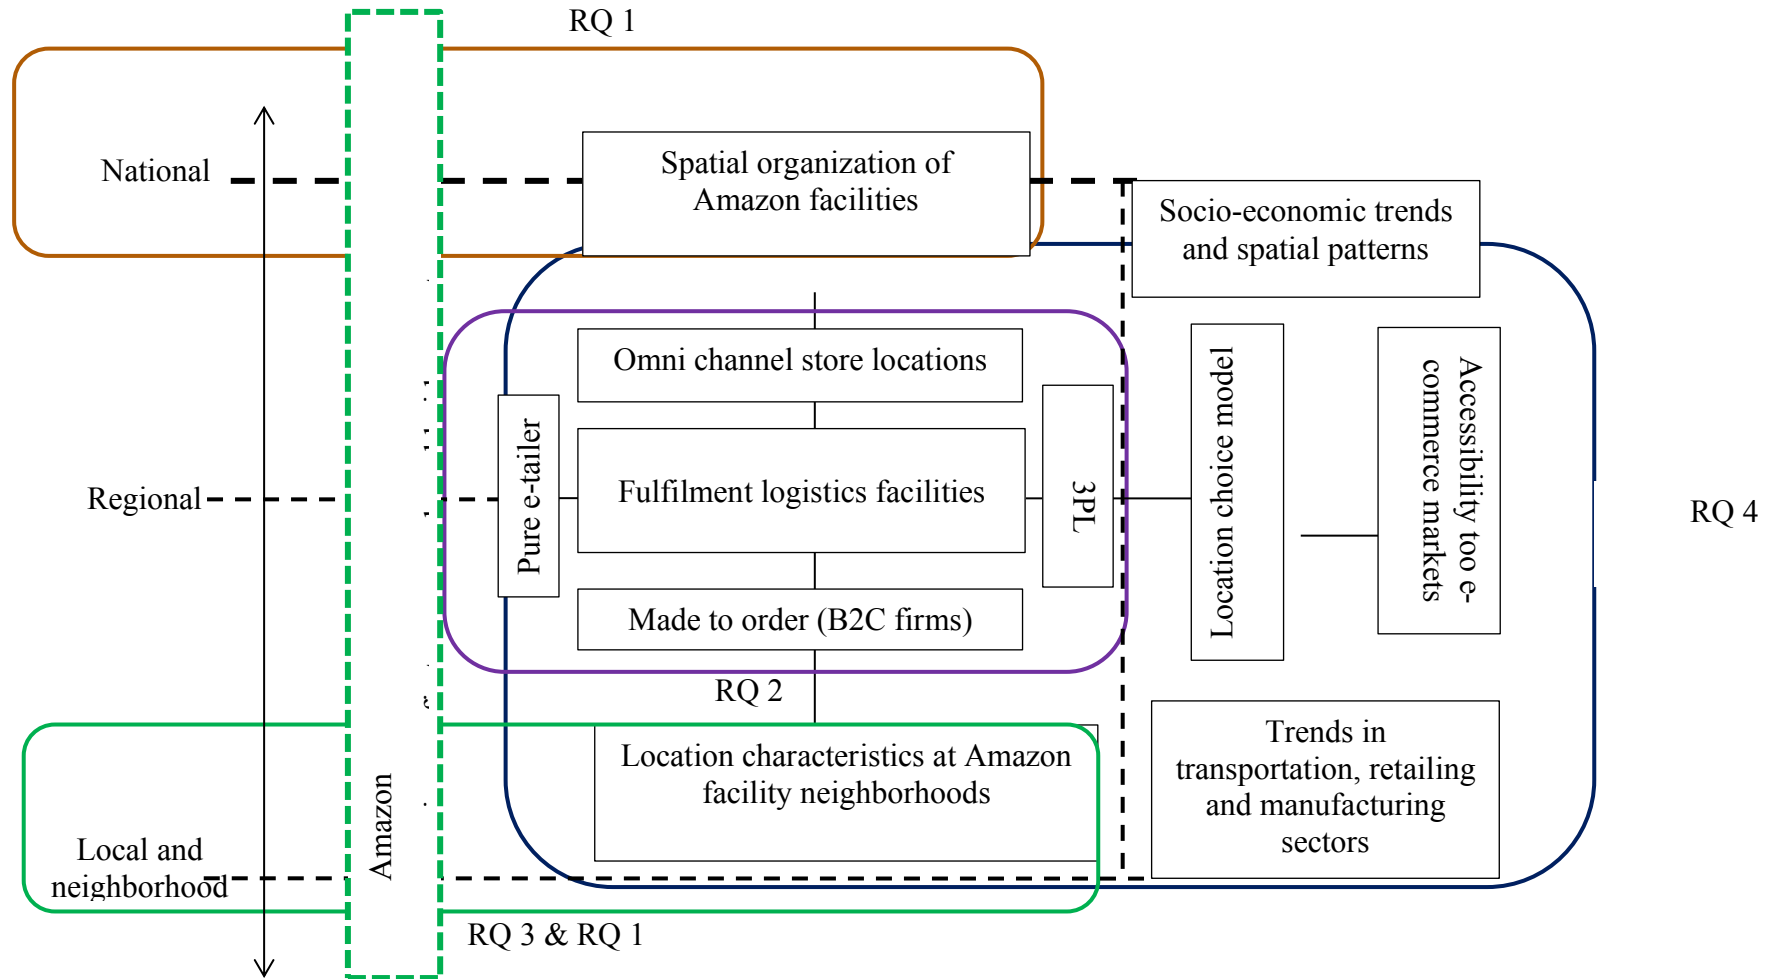 RQ 1
National
Spatial organization of
Amazon facilities
Socio-economic trends
and spatial patterns
Omni channel store locations
Regional
Pure e-tailer
Fulfilment logistics facilities
3PL
Location choice model
Accessibility too e-
commerce markets
RQ 4
Made to order (B2C firms)
RQ 2
Location characteristics at Amazon
facility neighborhoods
Trends in
transportation, retailing
and manufacturing
sectors
Local and
neighborhood
Amazon
RQ 3 & RQ 1